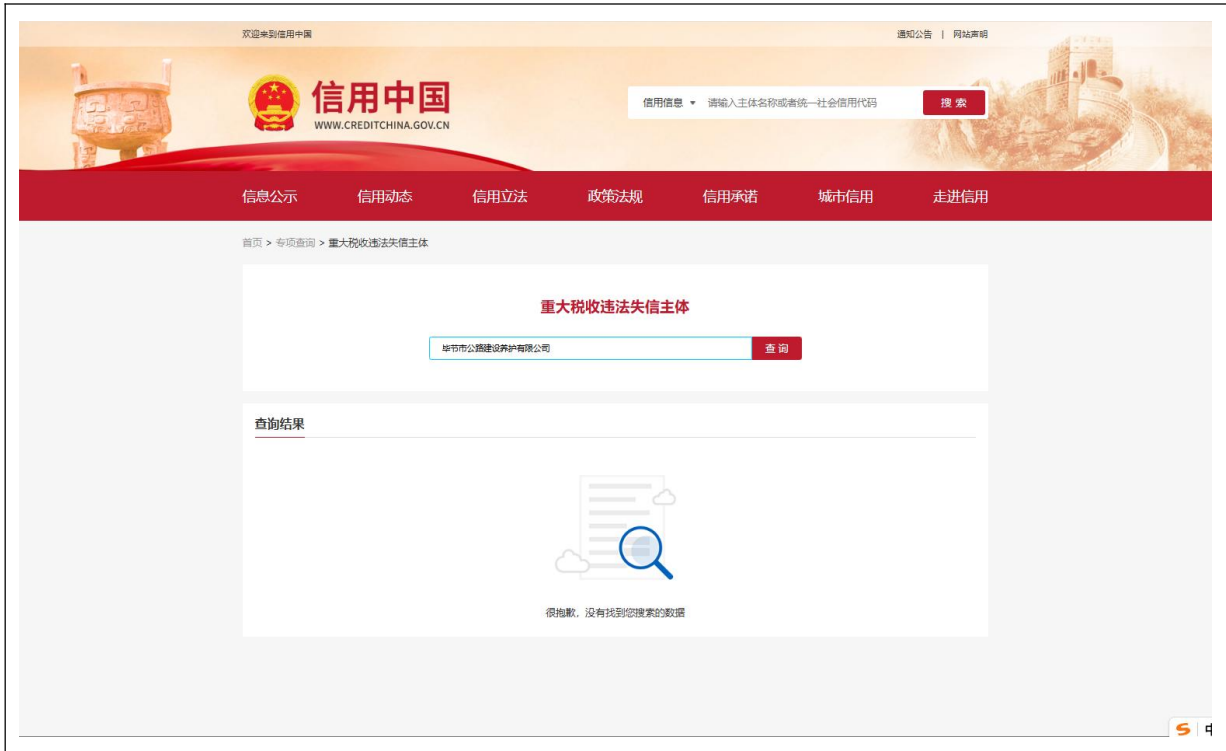 欢迎来到信用中国
通知公告 | 网站声明
信用中国
WWW.CREDITCHINA.GOV.CN
信用信息 请输入主体名称或者统一社会信用代码 搜索
信息公示 信用动态 信用立法 政策法规 信用承诺 城市信用 走进信用
首页 > 专项查询 > 重大税收违法失信主体
重大税收违法失信主体
毕节市公路建设养护有限公司 查询
查询结果
很抱歉，没有找到您搜索的数据